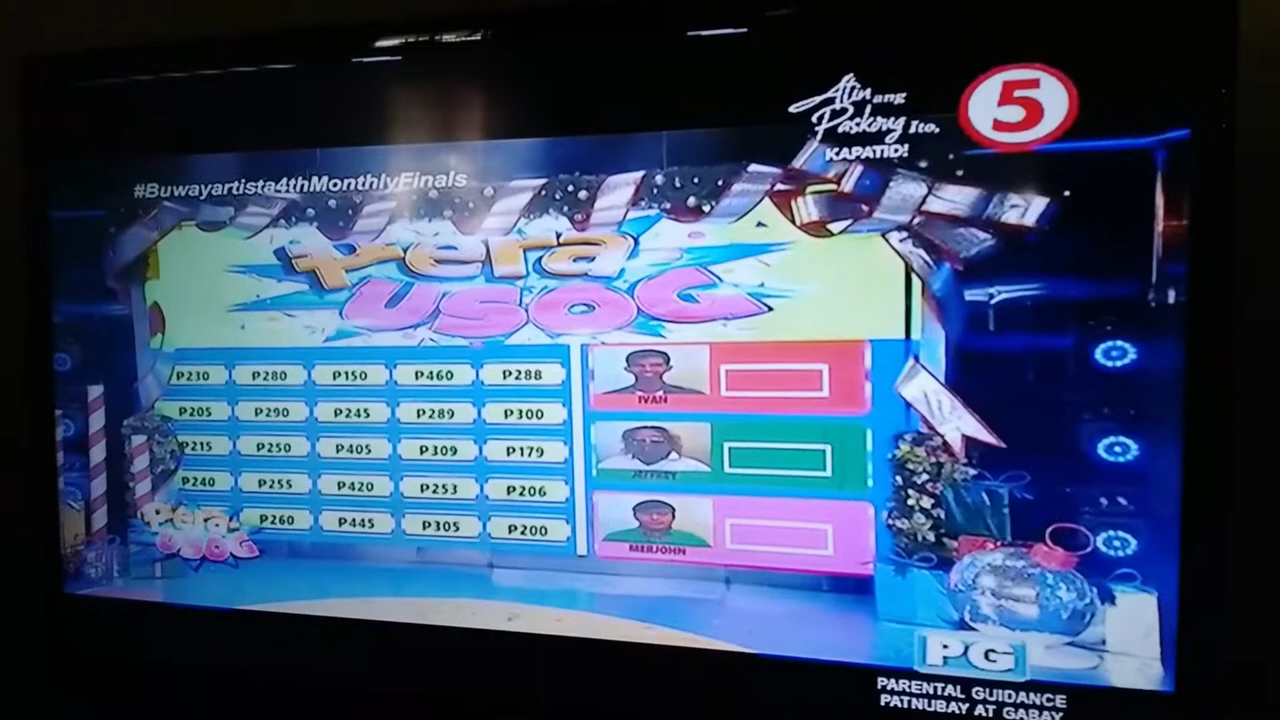 Atin ang
Paskong Ito,
KAPATID!
5
#Buwayartista4thMonthlyFinals
Pera
USOG
P230 P280 P150 P460 P288
P205 P290 P245 P289 P300
P215 P250 P405 P309 P179
P240 P255 P420 P253 P206
P260 P445 P305 P200
IVAN
JEFFREY
MERJOHN
Pera
USOG
PG
PARENTAL GUIDANCE
PATNUBAY AT GABAY